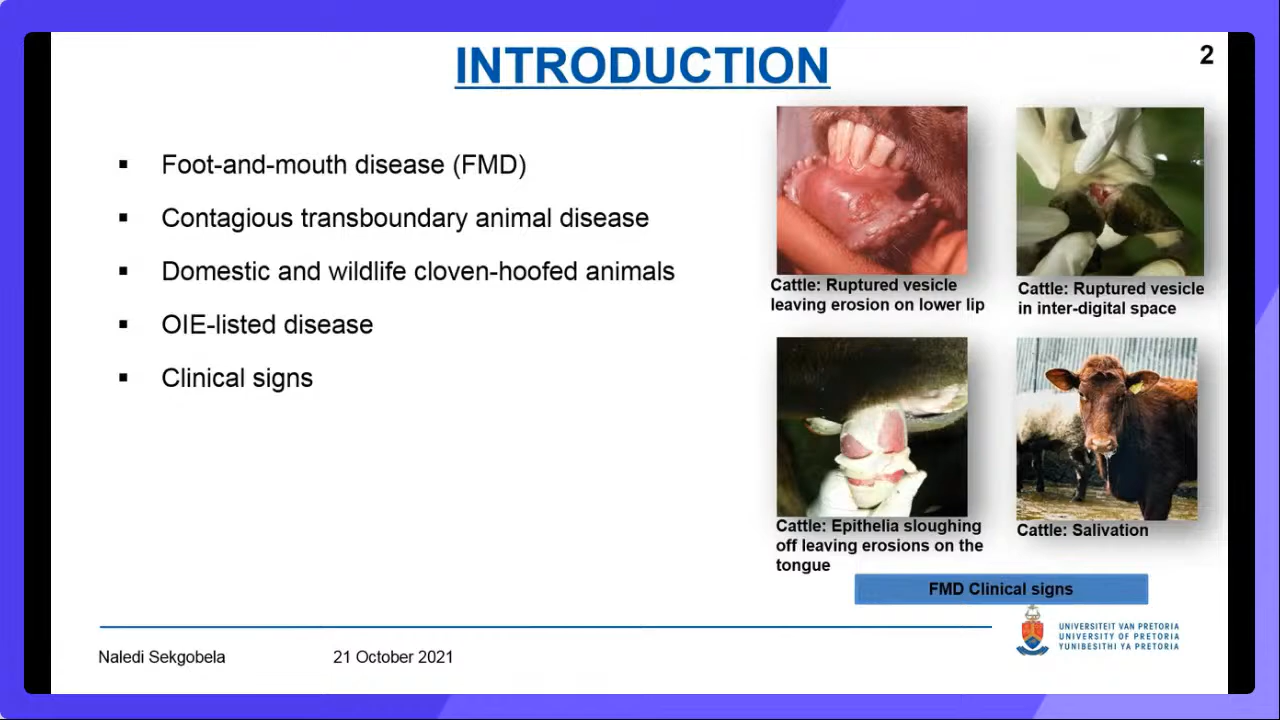 INTRODUCTION
2
Foot-and-mouth disease (FMD)
Contagious transboundary animal disease
Domestic and wildlife cloven-hoofed animals
OIE-listed disease
Clinical signs
Cattle: Ruptured vesicle
leaving erosion on lower lip
Cattle: Ruptured vesicle
in inter-digital space
Cattle: Epithelia sloughing
off leaving erosions on the
tongue
Cattle: Salivation
FMD Clinical signs
Naledi Sekgobela
21 October 2021
UNIVERSITEIT VAN PRETORIA
UNIVERSITY OF PRETORIA
YUNIBESITHI YA PRETORIA